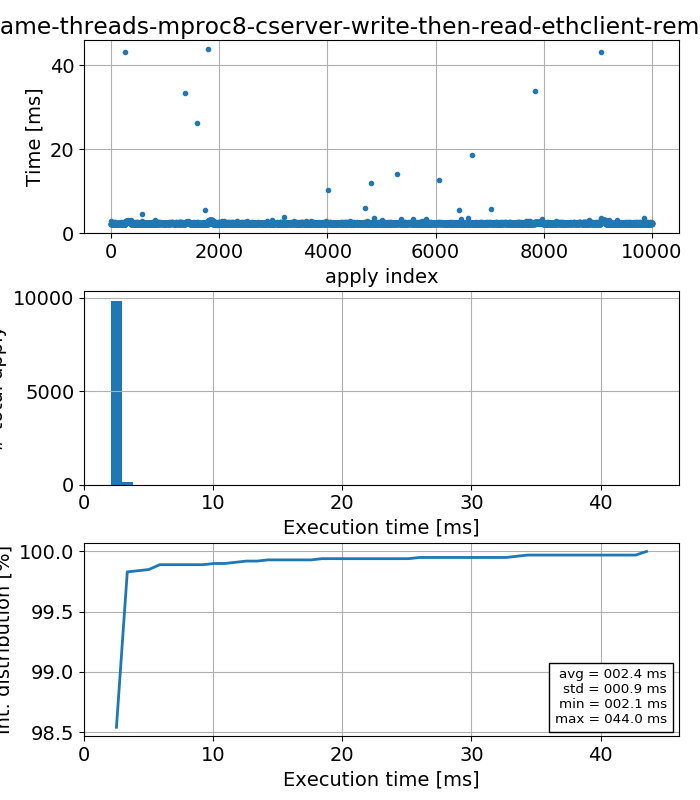 ame-threads-mproc8-cserver-write-then-read-ethclient-rem
Time [ms]
40
20
0
0 2000 4000 6000 8000 10000
apply index
10000
5000
0
0 10 20 30 40
Execution time [ms]
Int. distribution [%]
100.0
99.5
99.0
98.5
avg = 002.4 ms
std = 000.9 ms
min = 002.1 ms
max = 044.0 ms
0 10 20 30 40
Execution time [ms]